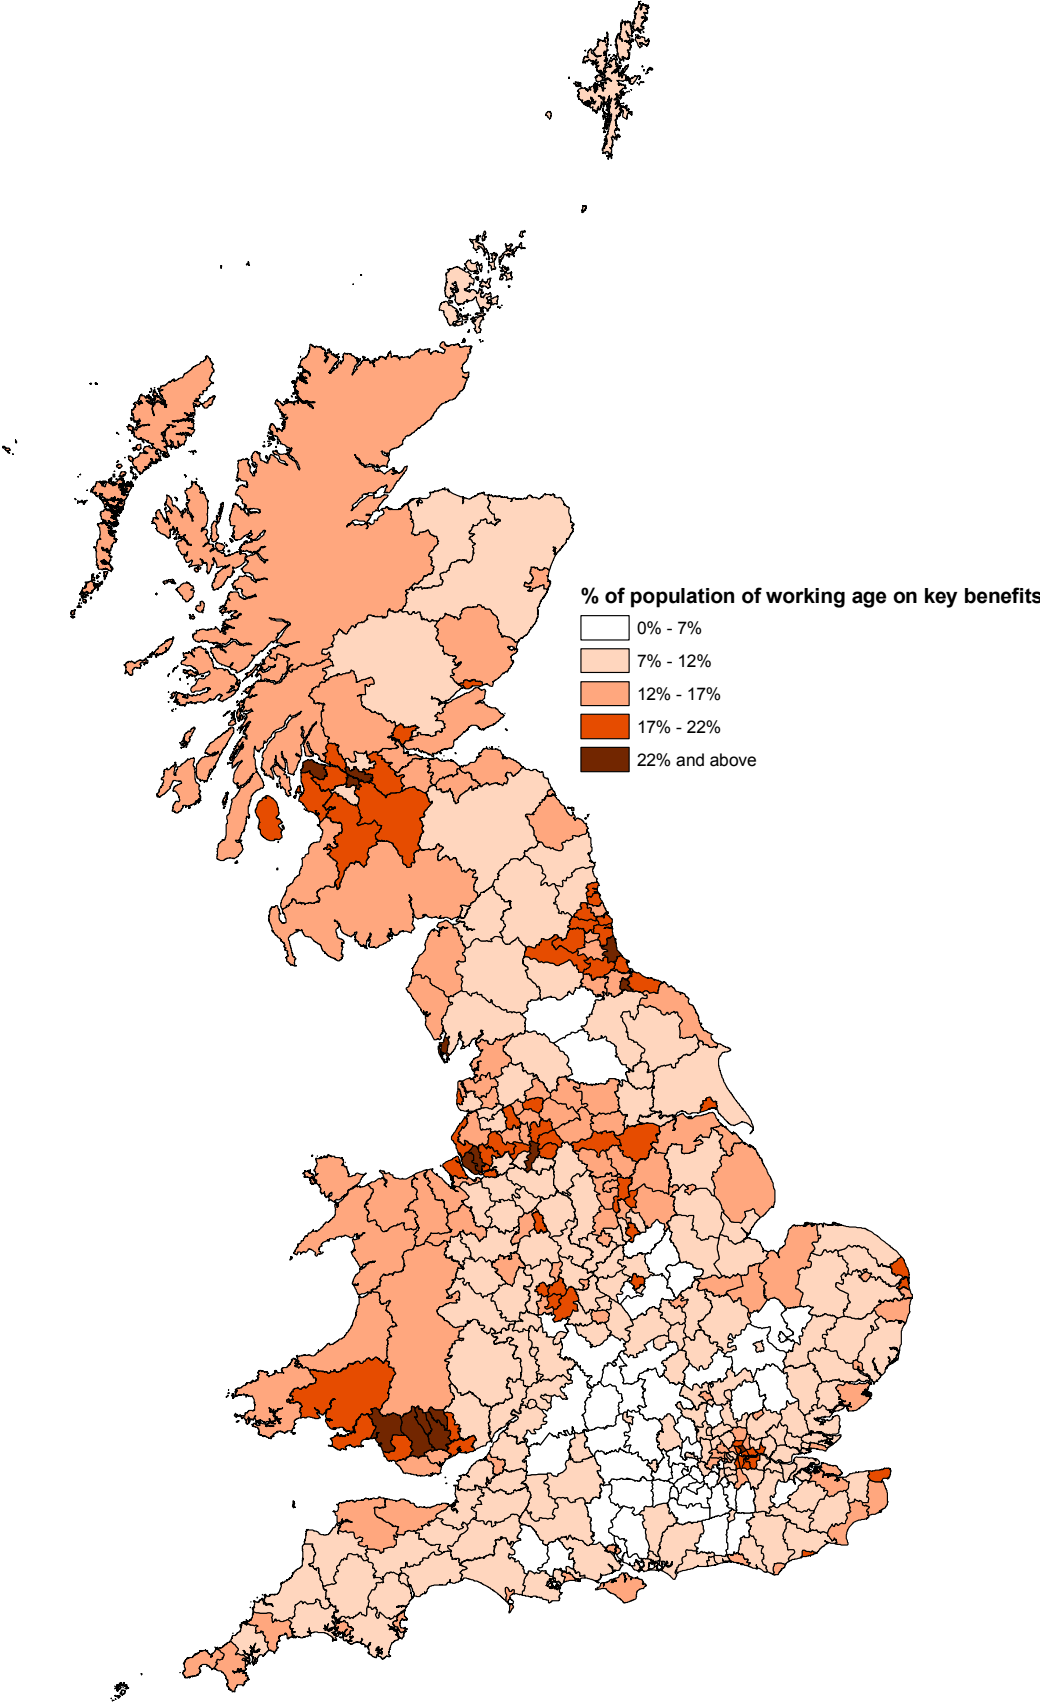 % of population of working age on key benefits
0% - 7%
7% - 12%
12% - 17%
17% - 22%
22% and above